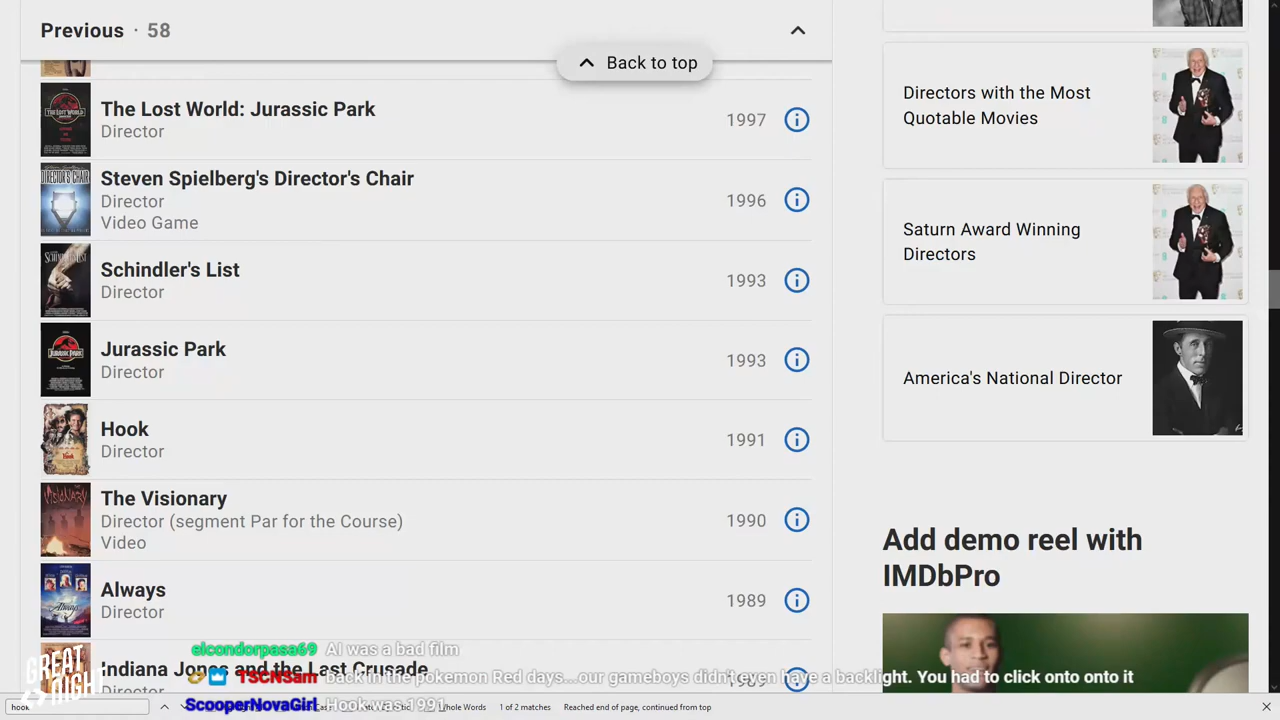 Previous · 58
Back to top
The Lost World: Jurassic Park
Director
1997
Steven Spielberg's Director's Chair
Director
Video Game
1996
Schindler's List
Director
1993
Jurassic Park
Director
1993
Hook
Director
1991
The Visionary
Director (segment Par for the Course)
Video
1990
Always
Director
1989
Indiana Jones and the Last Crusade
Director
Directors with the Most
Quotable Movies
Saturn Award Winning
Directors
America's National Director
Add demo reel with
IMDbPro
elcondorpasa69 AI was a bad film
TSCNSam Back in the pokemon Red days...our gameboys didn't even have a backlight. You had to click onto onto it
ScooperNovaGirl Hook was 1991
GREAT
NIGHT
hook
Whole Words
1 of 2 matches
Reached end of page, continued from top